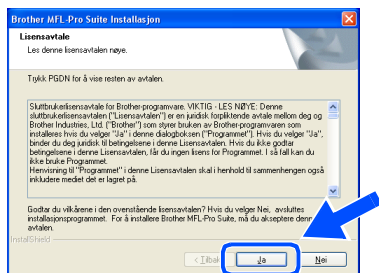 Brother MFL-Pro Suite Installasjon
Lisensavtale
Les denne lisensavtalen nøye.
Trykk PGDN for å vise resten av avtalen.
Sluttbrukerlisensavtale for Brother-programvare. VIKTIG - LES NØYE: Denne
sluttbrukerlisensavtalen ("Lisensavtalen") er en juridisk forpliktende avtale mellom deg og
Brother Industries, Ltd. ("Brother") som styrer bruken av Brother-programvaren som
installeres hvis du velger "Ja" i denne dialogboksen ("Programmet"). Hvis du velger "Ja",
binder du deg juridisk til betingelsene i denne Lisensavtalen. Hvis du ikke godtar
betingelsene i denne Lisensavtalen, får du ingen lisens for Programmet. I så fall kan du
ikke bruke Programmet.
Henvisning til "Programmet" i denne Lisensavtalen skal i henhold til sammenhengen også
inkludere mediet det er lagret på.
Godtar du vilkårene i den ovenstående lisensavtalen? Hvis du velger Nei, avsluttes
installasjonsprogrammet. For å installere Brother MFL-Pro Suite, må du akseptere denne
avtalen.
InstallShield
< Tilbak
Ja
Nei